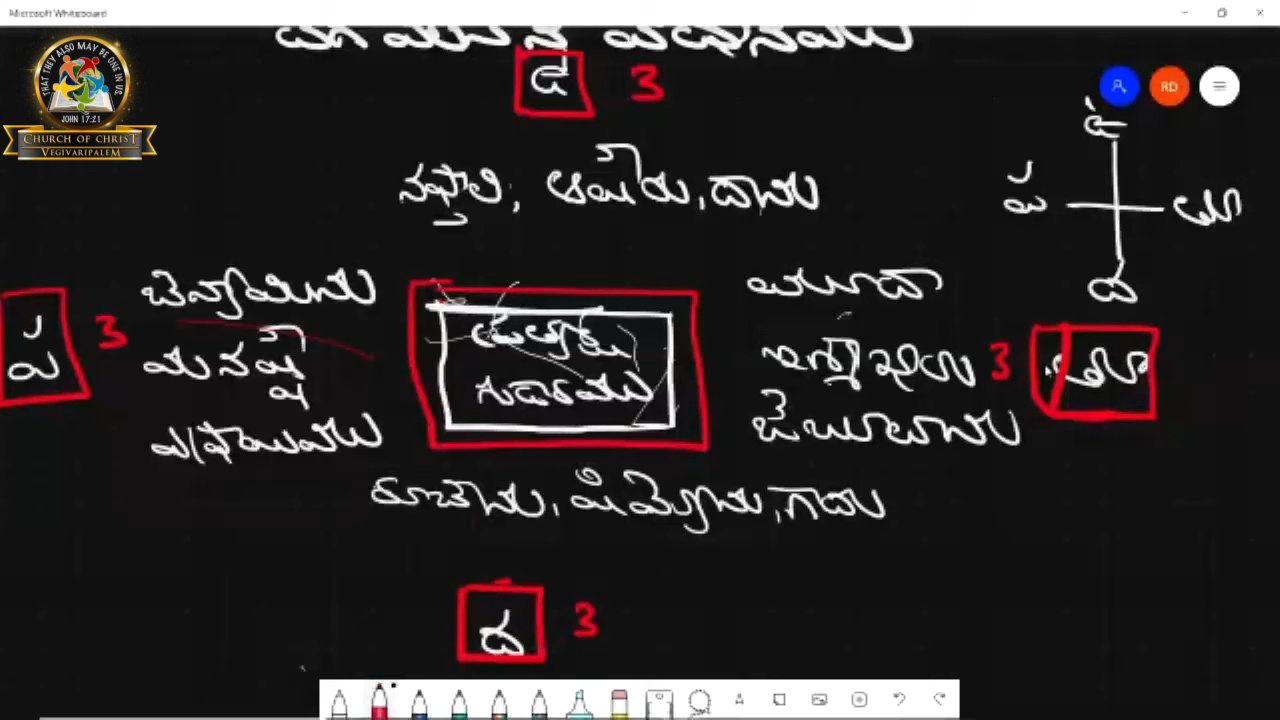 Microsoft Whiteboard
THAT THEY ALSO MAY BE ONE IN US
JOHN 17:21
CHURCH OF CHRIST
VEGIVARIPALEM
ఉ 3
RD
ఉ
నఫ్తాలి, ఆషేరు, దాను
ప తూ
ద
బెన్యామీను యూదా
ప 3 మనష్షే ప్రత్యక్ష ఇశ్శాఖారు 3 తూ
గుడారము
ఎఫ్రాయిము జెబూలూను
రూబేను, షిమ్యోను, గాదు
ద 3